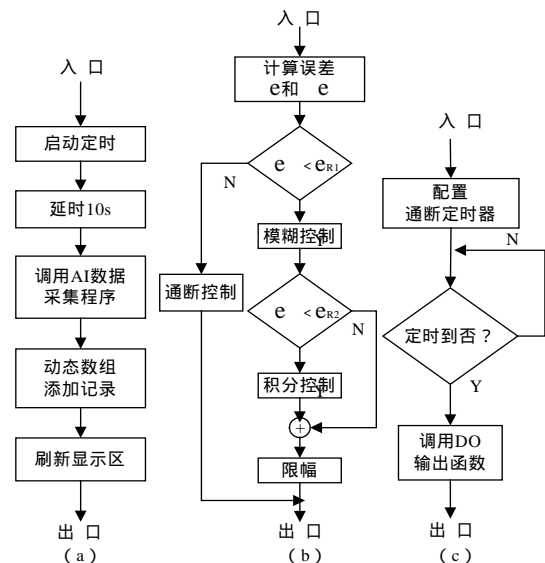 入 口
启动定时
延时10s
调用AI数据
采集程序
动态数组
添加记录
刷新显示区
出 口
(a)
入 口
计算误差
e和 e
e <eR1
N
Y
模糊控制
通断控制
e <eR2
N
Y
积分控制
+
限幅
出 口
(b)
入 口
配置
通断定时器
N
定时到否?
Y
调用DO
输出函数
出 口
(c)